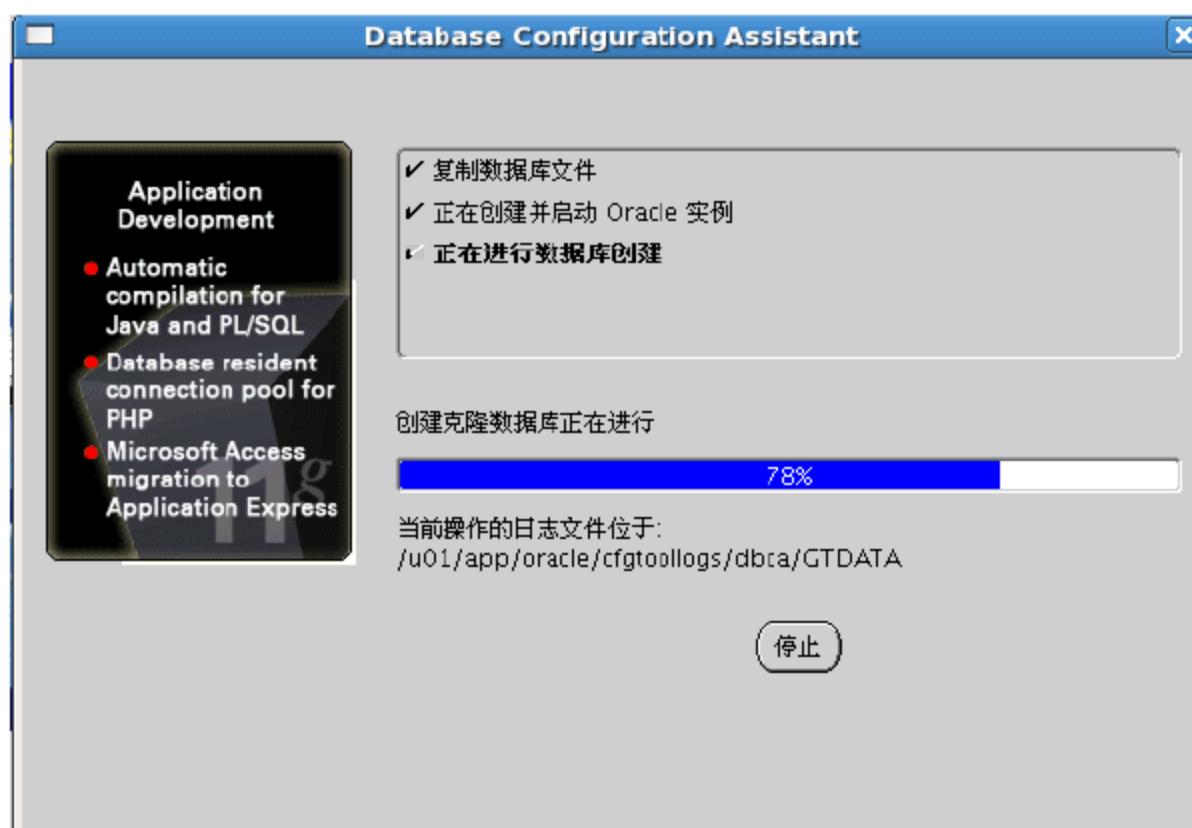 Database Configuration Assistant
Application
Development
Automatic
compilation for
Java and PL/SQL
Database resident
connection pool for
PHP
Microsoft Access
migration to
Application Express
11g
复制数据库文件
正在创建并启动 Oracle 实例
正在进行数据库创建
创建克隆数据库正在进行
78%
当前操作的日志文件位于:
/u01/app/oracle/cfgtoollogs/dbca/GTDATA
停止